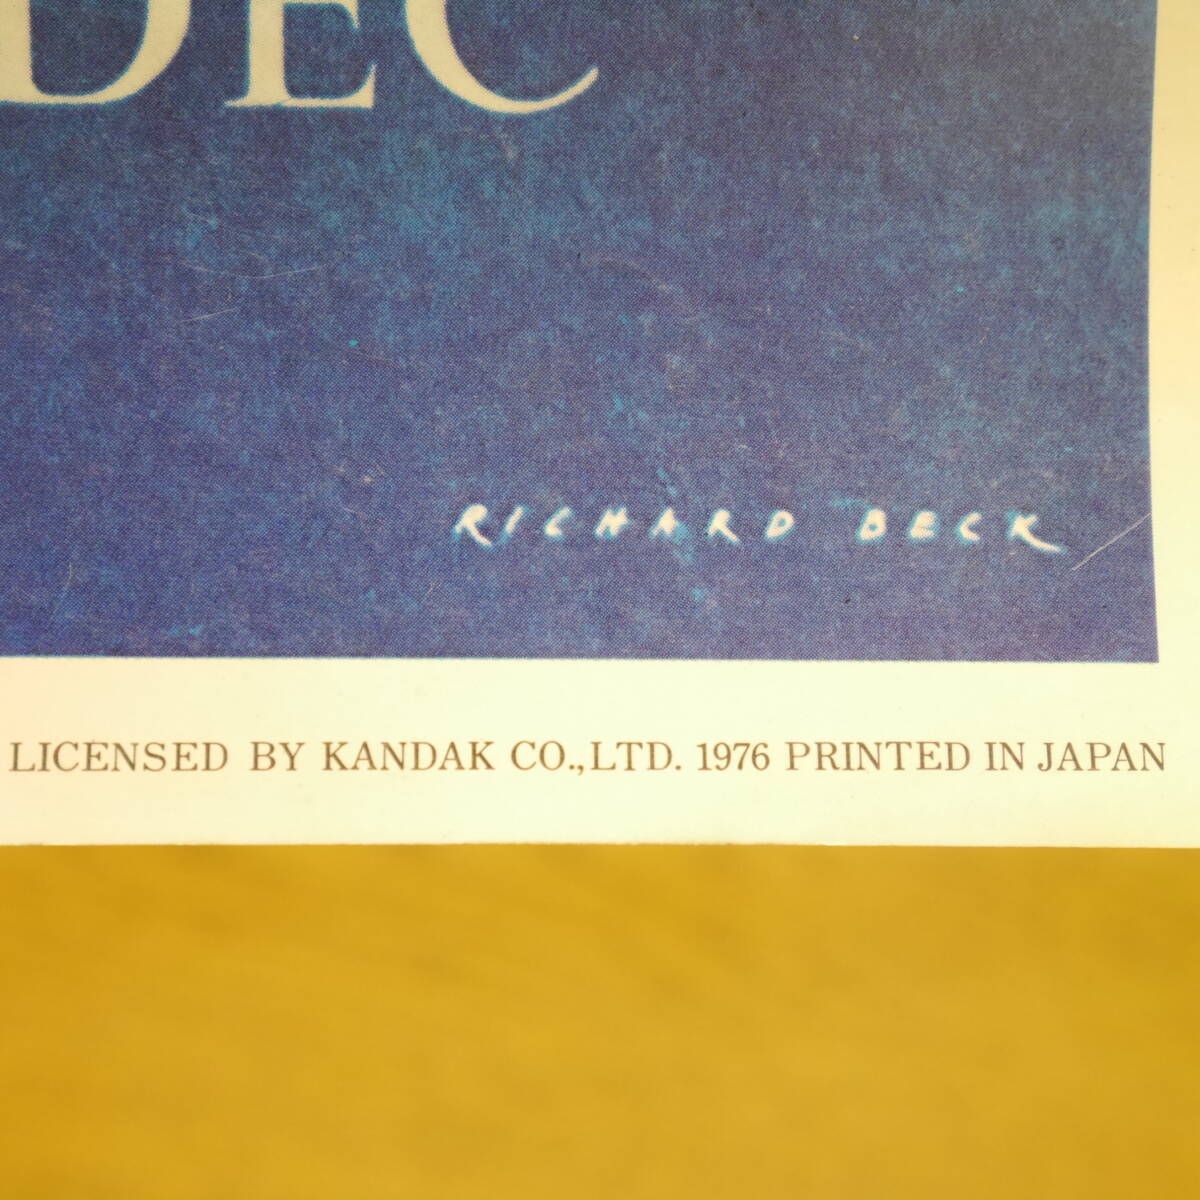 DEC
RICHARD BECK
LICENSED BY KANDAK CO.,LTD. 1976 PRINTED IN JAPAN